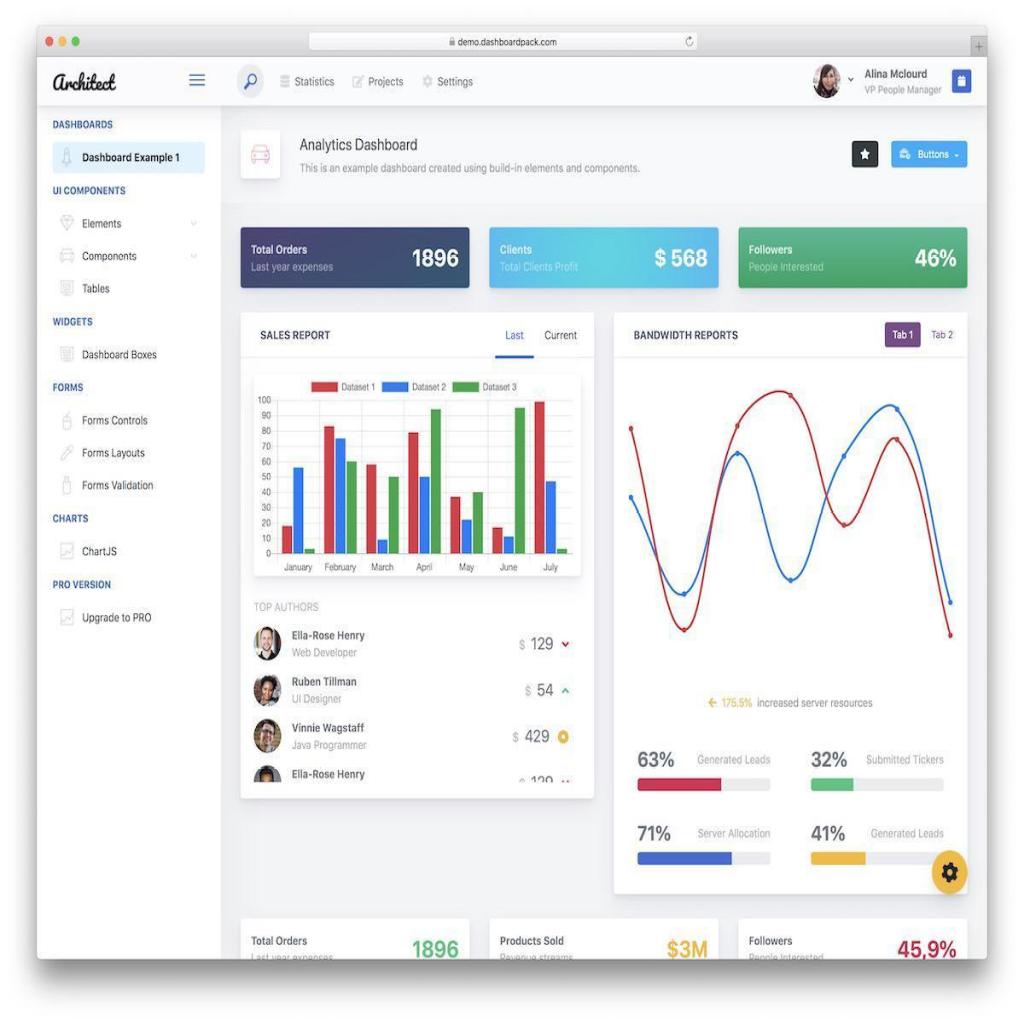 demo.dashboardpack.com
Architect
Statistics
Projects
Settings
Alina Mclourd
VP People Manager
DASHBOARDS
Dashboard Example 1
UI COMPONENTS
Elements
Components
Tables
WIDGETS
Dashboard Boxes
FORMS
Forms Controls
Forms Layouts
Forms Validation
CHARTS
ChartJS
PRO VERSION
Upgrade to PRO
Analytics Dashboard
This is an example dashboard created using build-in elements and components.
Buttons
Total Orders
Last year expenses
1896
Clients
Total Clients Profit
$ 568
Followers
People Interested
46%
SALES REPORT
Last
Current
Dataset 1
Dataset 2
Dataset 3
100
90
80
70
60
50
40
30
20
10
0
January
February
March
April
May
June
July
TOP AUTHORS
Ella-Rose Henry
Web Developer
$ 129
Ruben Tillman
UI Designer
$ 54
Vinnie Wagstaff
Java Programmer
$ 429
Ella-Rose Henry
BANDWIDTH REPORTS
Tab 1
Tab 2
175.5% increased server resources
63% Generated Leads
32% Submitted Tickers
71% Server Allocation
41% Generated Leads
Total Orders
Last year expenses
1896
Products Sold
Revenue streams
$3M
Followers
People Interested
45,9%